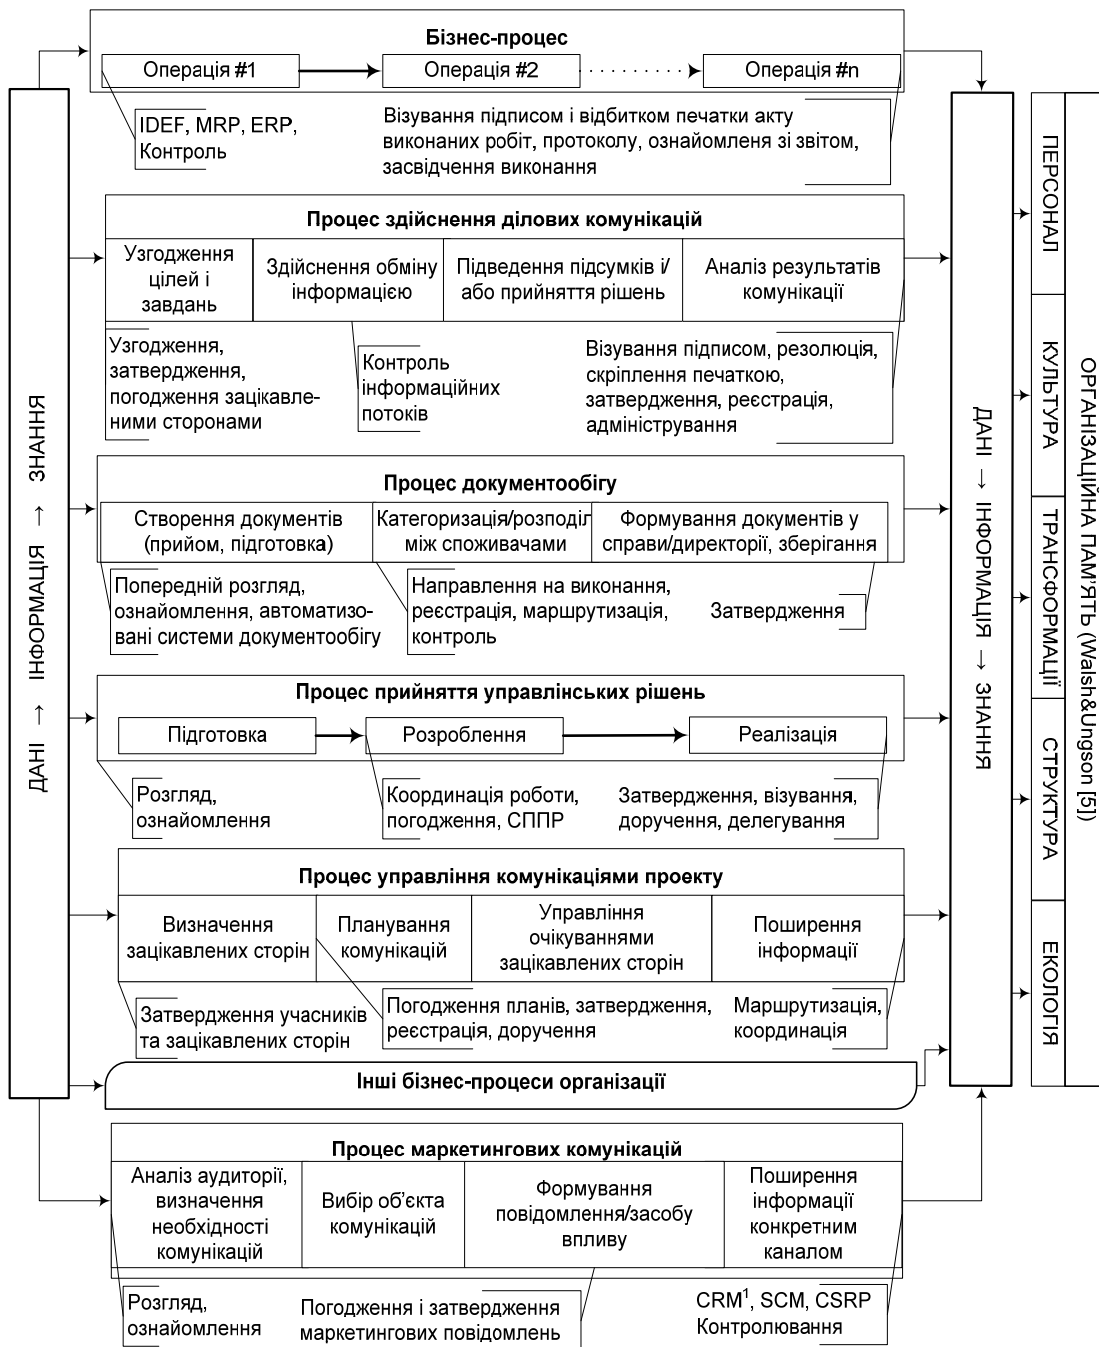 Бізнес-процес
Операція #1
Операція #2
Операція #n
IDEF, MRP, ERP,
Контроль
Візування підписом і відбитком печатки акту
виконаних робіт, протоколу, ознайомленя зі звітом,
засвідчення виконання
Процес здійснення ділових комунікацій
Узгодження
цілей і
завдань
Здійснення обміну
інформацією
Підведення підсумків і/
або прийняття рішень
Аналіз результатів
комунікації
Узгодження,
затвердження,
погодження зацікавле-
ними сторонами
Контроль
інформаційних
потоків
Візування підписом, резолюція,
скріплення печаткою,
затвердження, реєстрація,
адміністрування
Процес документообігу
Створення документів
(прийом, підготовка)
Категоризація/розподіл
між споживачами
Формування документів у
справи/директорії, зберігання
Попередній розгляд,
ознайомлення, автоматизо-
вані системи документообігу
Направлення на виконання,
реєстрація, маршрутизація,
контроль
Затвердження
Процес прийняття управлінських рішень
Підготовка
Розроблення
Реалізація
Розгляд,
ознайомлення
Координація роботи,
погодження, СППР
Затвердження, візування,
доручення, делегування
Процес управління комунікаціями проекту
Визначення
зацікавлених сторін
Планування
комунікацій
Управління
очікуваннями
зацікавлених сторін
Поширення
інформації
Затвердження учасників
та зацікавлених сторін
Погодження планів, затвердження,
реєстрація, доручення
Маршрутизація,
координація
Інші бізнес-процеси організації
Процес маркетингових комунікацій
Аналіз аудиторії,
визначення
необхідності
комунікацій
Вибір об'єкта
комунікацій
Формування
повідомлення/засобу
впливу
Поширення
інформації
конкретним
каналом
Розгляд,
ознайомлення
Погодження і затвердження
маркетингових повідомлень
CRM¹, SCM, CSRP
Контролювання
ДАНІ → ІНФОРМАЦІЯ → ЗНАННЯ
ДАНІ → ІНФОРМАЦІЯ → ЗНАННЯ
ПЕРСОНАЛ
КУЛЬТУРА
ТРАНСФОРМАЦІЇ
СТРУКТУРА
ЕКОЛОГІЯ
ОРГАНІЗАЦІЙНА ПАМ'ЯТЬ (Walsh&Ungson [5])